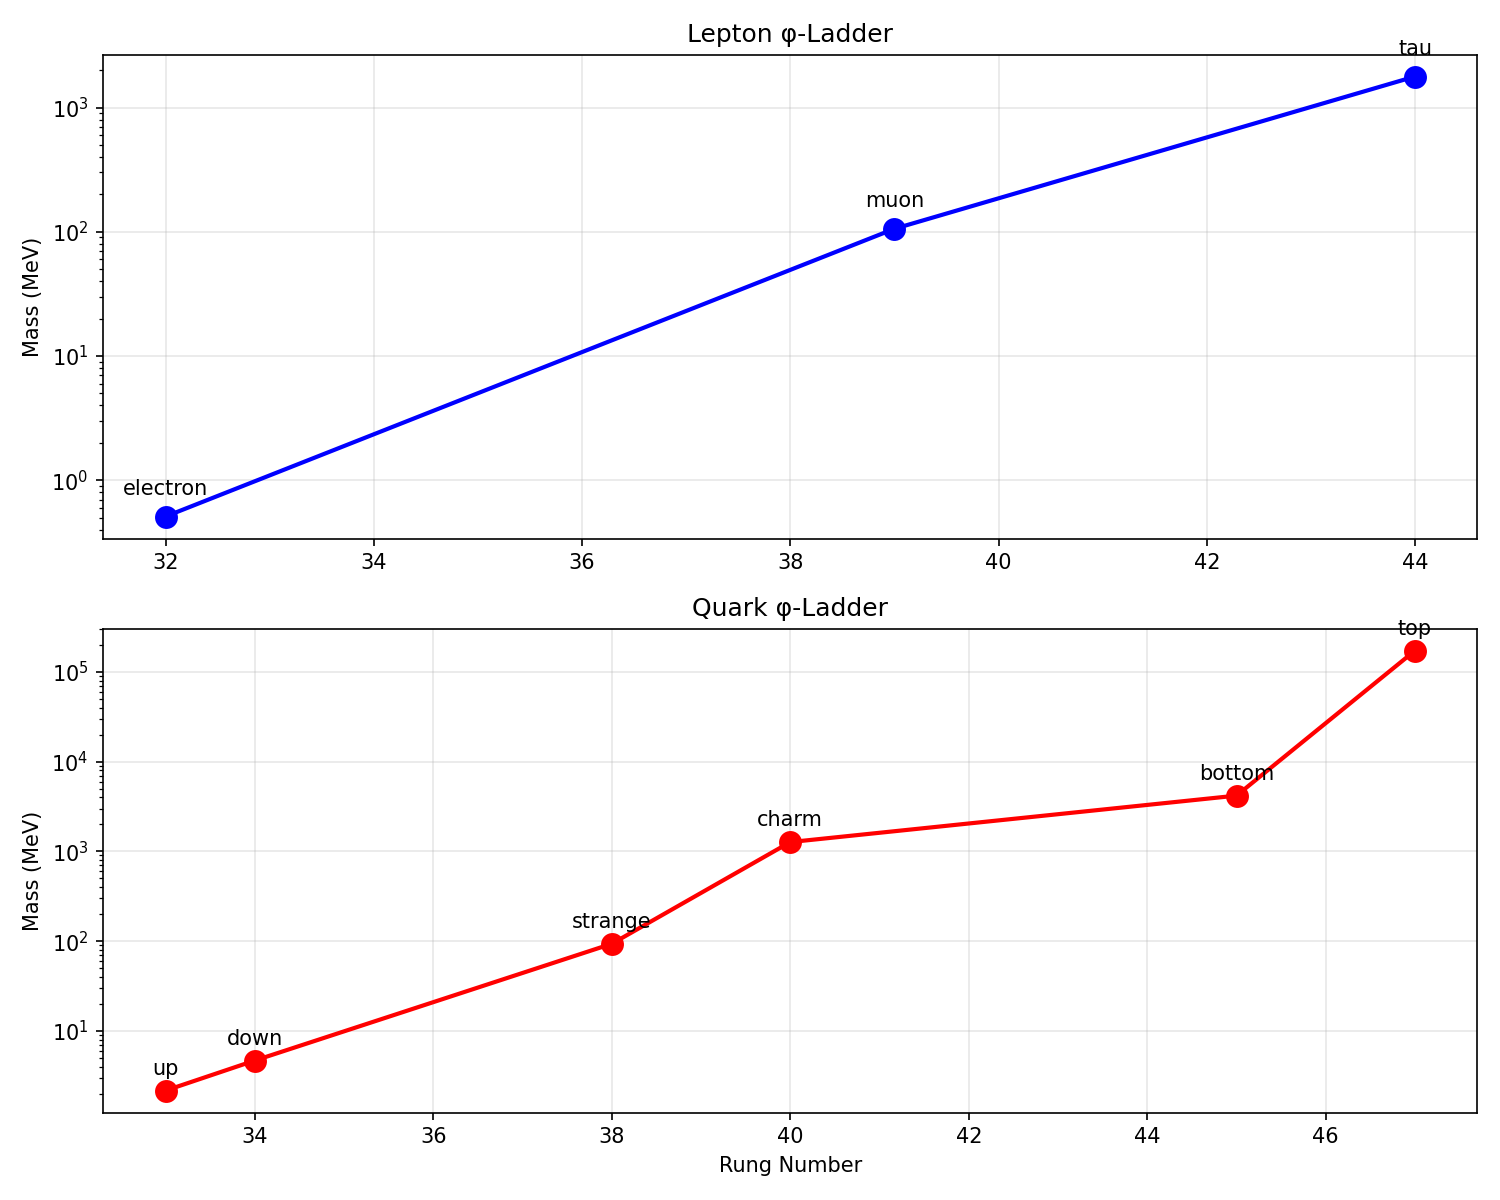 Lepton φ-Ladder
tau
10³
muon
10²
Mass (MeV)
10¹
10⁰
electron
32 34 36 38 40 42 44
Quark φ-Ladder
top
10⁵
10⁴
bottom
charm
10³
Mass (MeV)
strange
10²
down
10¹
up
34 36 38 40 42 44 46
Rung Number